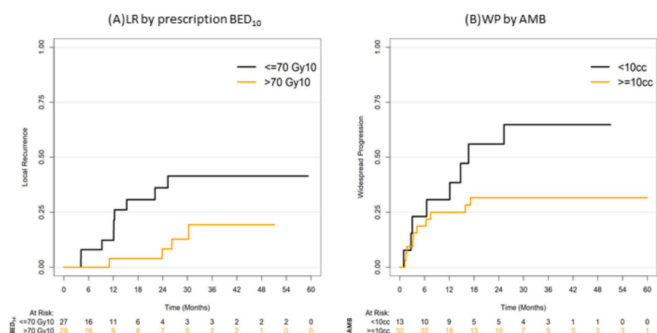 (A)LR by prescription BED10
(B)WP by AMB
1.00
0.75
0.50
0.25
0.00
Local Recurrence
<=70 Gy10
>70 Gy10
0 6 12 18 24 30 36 42 48 54 60
Time (Months)
At Risk:
BED10
<=70 Gy10 27 16 11 6 4 3 3 2 2 2 0
>70 Gy10 29 16 9 8 7 5 2 2 1 0 0
1.00
0.75
0.50
0.25
0.00
Widespread Progression
<10cc
>=10cc
0 6 12 18 24 30 36 42 48 54 60
Time (Months)
At Risk:
AMB
<10cc 13 10 9 5 5 4 3 1 1 0 0
>=10cc 32 22 18 13 10 7 5 3 3 3 1